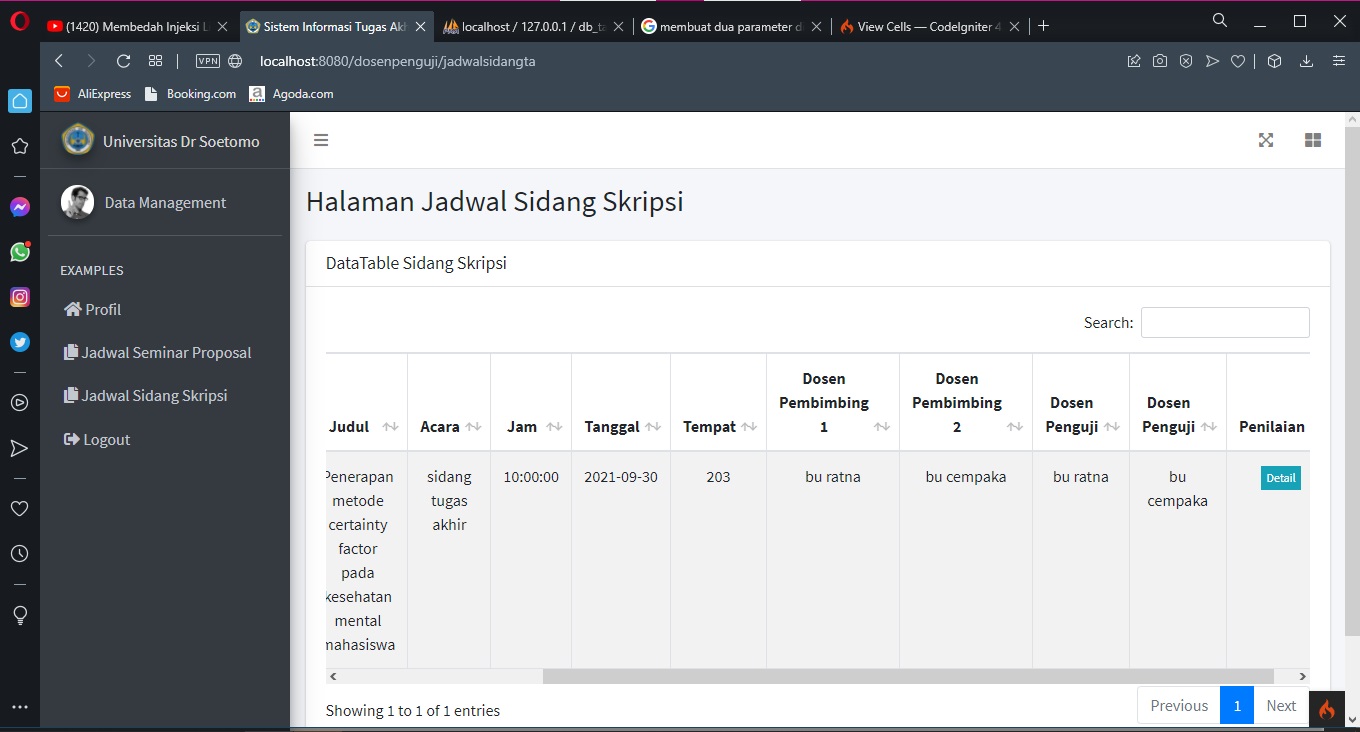 (1420) Membedah Injeksi L
Sistem Informasi Tugas Akh
localhost / 127.0.0.1 / db_ta
membuat dua parameter d
View Cells — CodeIgniter 4
VPN
localhost:8080/dosenpenguji/jadwalsidangta
AliExpress
Booking.com
Agoda.com
Universitas Dr Soetomo
Data Management
EXAMPLES
Profil
Jadwal Seminar Proposal
Jadwal Sidang Skripsi
Logout
Halaman Jadwal Sidang Skripsi
DataTable Sidang Skripsi
Search:
Judul
Acara
Jam
Tanggal
Tempat
Dosen
Pembimbing
1
Dosen
Pembimbing
2
Dosen
Penguji
Dosen
Penguji
Penilaian
Penerapan
metode
certainty
factor
pada
kesehatan
mental
mahasiswa
sidang
tugas
akhir
10:00:00
2021-09-30
203
bu ratna
bu cempaka
bu ratna
bu
cempaka
Detail
Showing 1 to 1 of 1 entries
Previous
1
Next